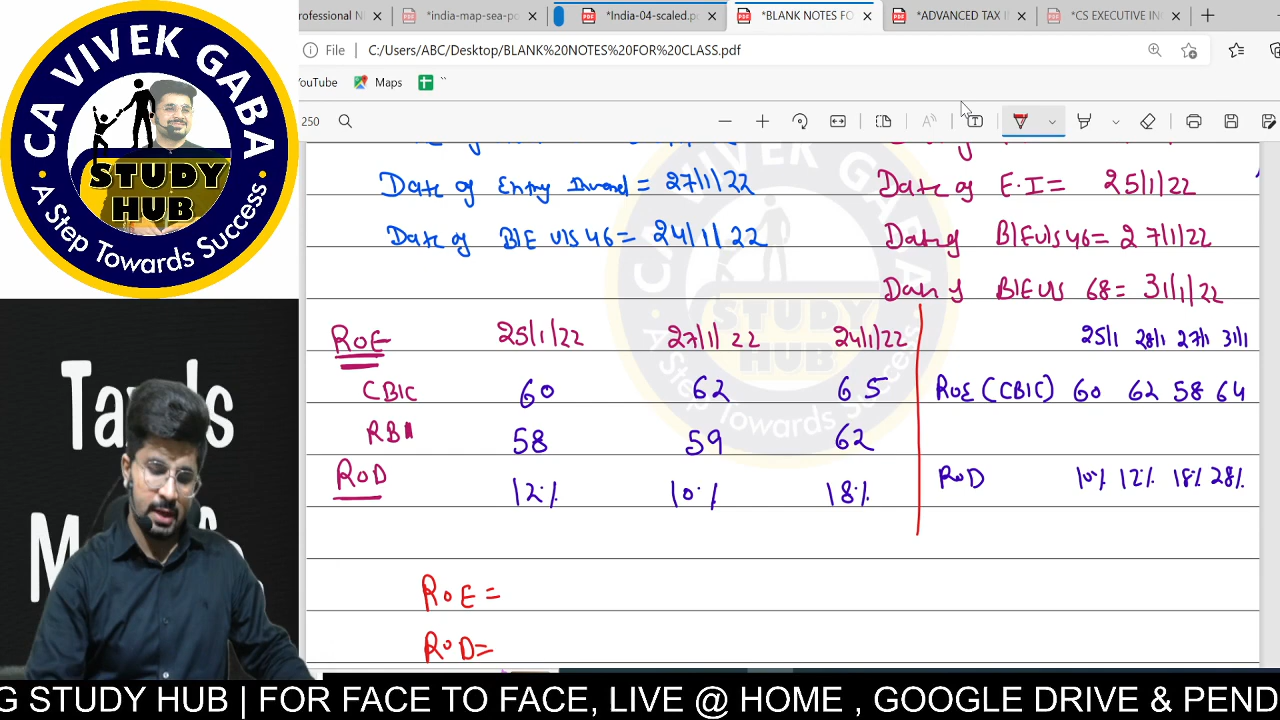 CA VIVEK GABA
STUDY
HUB
• A Step Towards Success •
rofessional N
*india-map-sea-po
*India-04-scaled.p
*BLANK NOTES FO
*ADVANCED TAX I
*CS EXECUTIVE IN
File C:/Users/ABC/Desktop/BLANK%20NOTES%20FOR%20CLASS.pdf
ouTube Maps ``
250
Date of Entry Inward = 27/1/22
Date of B/E u/s 46 = 24/1/22
Date of E.I = 25/1/22
Date of B/E u/s 46 = 27/1/22
Date of B/E u/s 68 = 31/1/22
RoE 25/1/22 27/1/22 24/1/22
CBIC 60 62 65
RBI 58 59 62
RoD 12% 10% 18%
25/1 28/1 27/1 31/1
RoE (CBIC) 60 62 58 64
RoD 10% 12% 18% 28%
RoE =
RoD =
G STUDY HUB | FOR FACE TO FACE, LIVE @ HOME , GOOGLE DRIVE & PEND